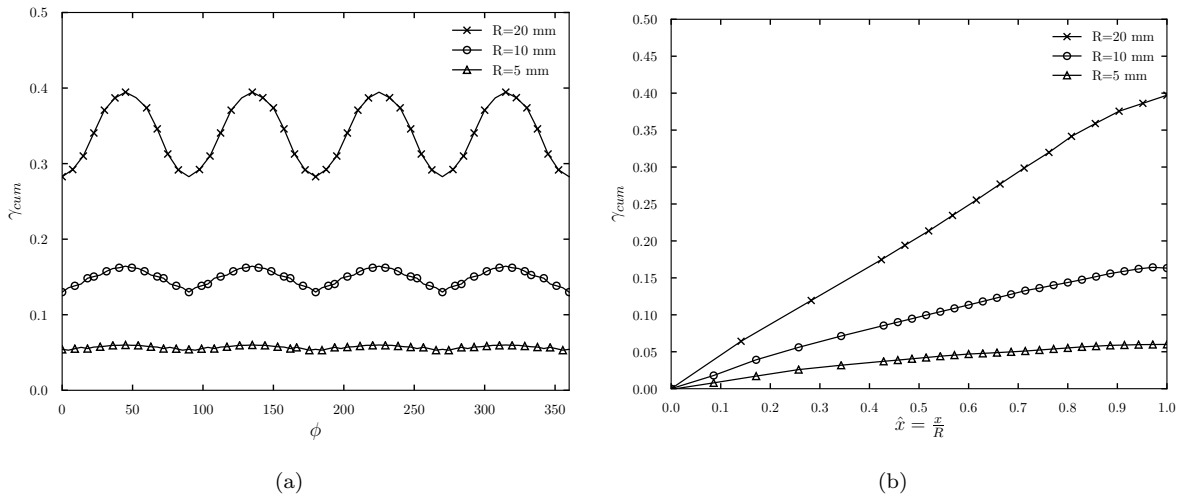 0.5
0.4
0.3
0.2
0.1
0.0
γcum
0 50 100 150 200 250 300 350
ϕ
R=20 mm
R=10 mm
R=5 mm
(a)
0.50
0.45
0.40
0.35
0.30
0.25
0.20
0.15
0.10
0.05
0.00
γcum
0.0 0.1 0.2 0.3 0.4 0.5 0.6 0.7 0.8 0.9 1.0
x̂ = x/R
R=20 mm
R=10 mm
R=5 mm
(b)